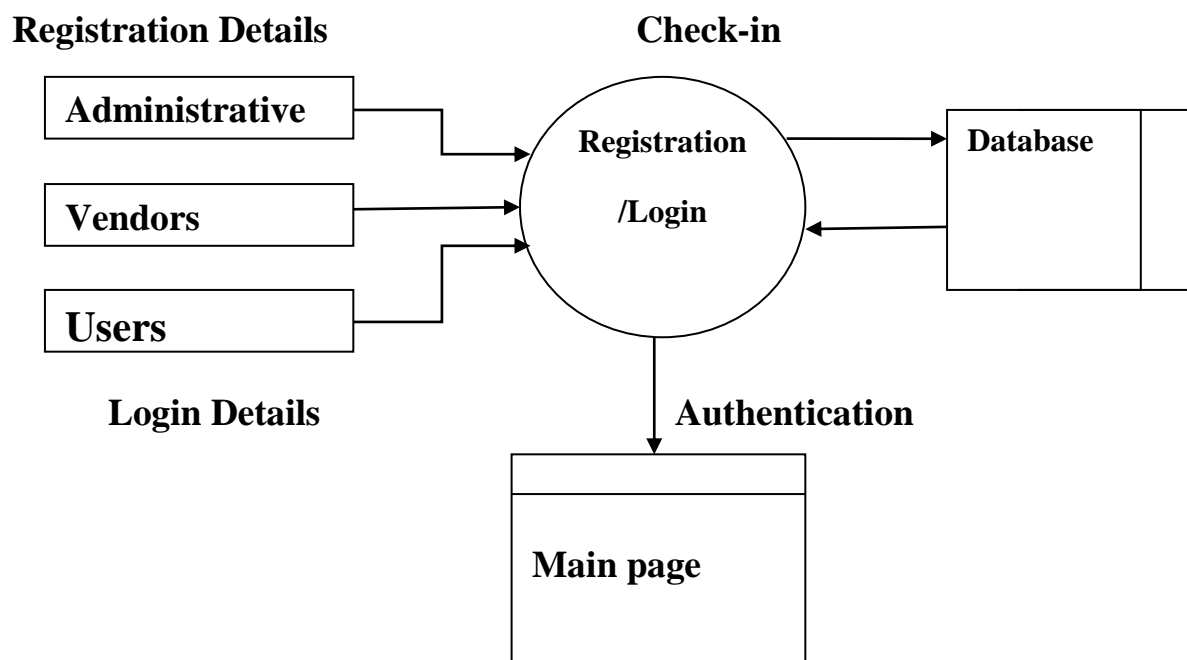 Registration Details
Check-in
Administrative
Registration
/Login
Database
Vendors
Users
Login Details
Authentication
Main page